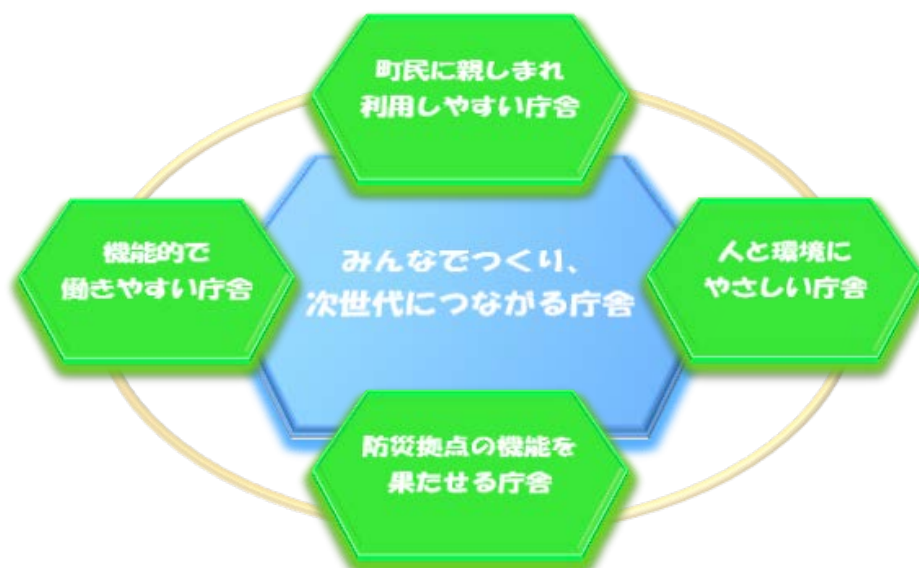 町民に親しまれ
利用しやすい庁舎
機能的で
働きやすい庁舎
みんなでつくり、
次世代につながる庁舎
人と環境に
やさしい庁舎
防災拠点の機能を
果たせる庁舎